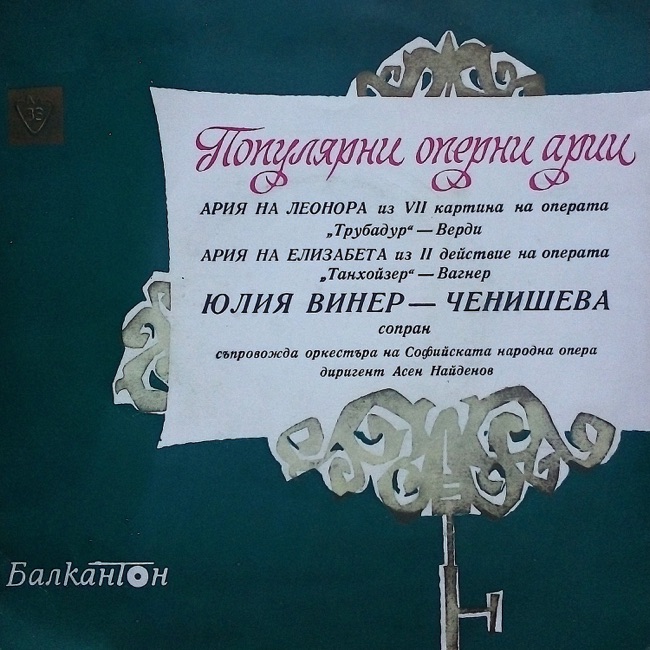 33
Популярни оперни арии
АРИЯ НА ЛЕОНОРА из VII картина на операта
„Трубадур“ — Верди
АРИЯ НА ЕЛИЗАБЕТА из II действие на операта
„Танхойзер“ — Вагнер
ЮЛИЯ ВИНЕР — ЧЕНИШЕВА
сопран
съпровожда оркестъра на Софийската народна опера
диригент Асен Найденов
Балкантон